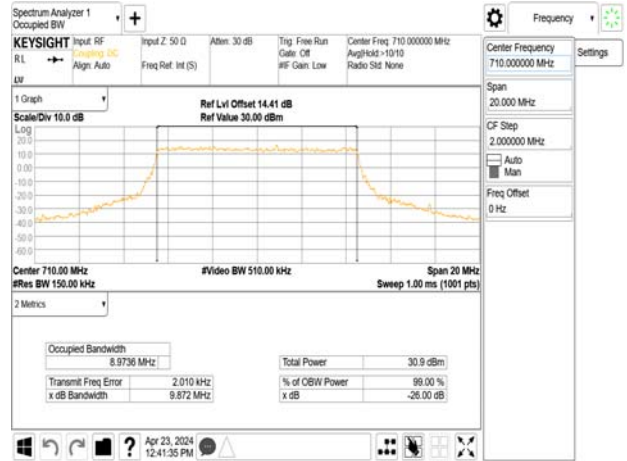 Spectrum Analyzer 1
Occupied BW
Frequency
KEYSIGHT
Input: RF
Coupling: DC
Align: Auto
Input Z: 50 Ω
Freq Ref: Int (S)
Atten: 30 dB
Trig: Free Run
Gate: Off
#IF Gain: Low
Center Freq: 710.000000 MHz
Avg|Hold:>10/10
Radio Std: None
RL
LXI
1 Graph
Scale/Div 10.0 dB
Ref Lvl Offset 14.41 dB
Ref Value 30.00 dBm
Log
20.0
10.0
0.00
-10.0
-20.0
-30.0
-40.0
-50.0
-60.0
Center 710.00 MHz
#Res BW 150.00 kHz
#Video BW 510.00 kHz
Span 20 MHz
Sweep 1.00 ms (1001 pts)
2 Metrics
Occupied Bandwidth
8.9736 MHz
Transmit Freq Error 2.010 kHz
x dB Bandwidth 9.872 MHz
Total Power 30.9 dBm
% of OBW Power 99.00 %
x dB -26.00 dB
Apr 23, 2024
12:41:35 PM
Center Frequency
710.000000 MHz
Settings
Span
20.000 MHz
CF Step
2.000000 MHz
Auto
Man
Freq Offset
0 Hz